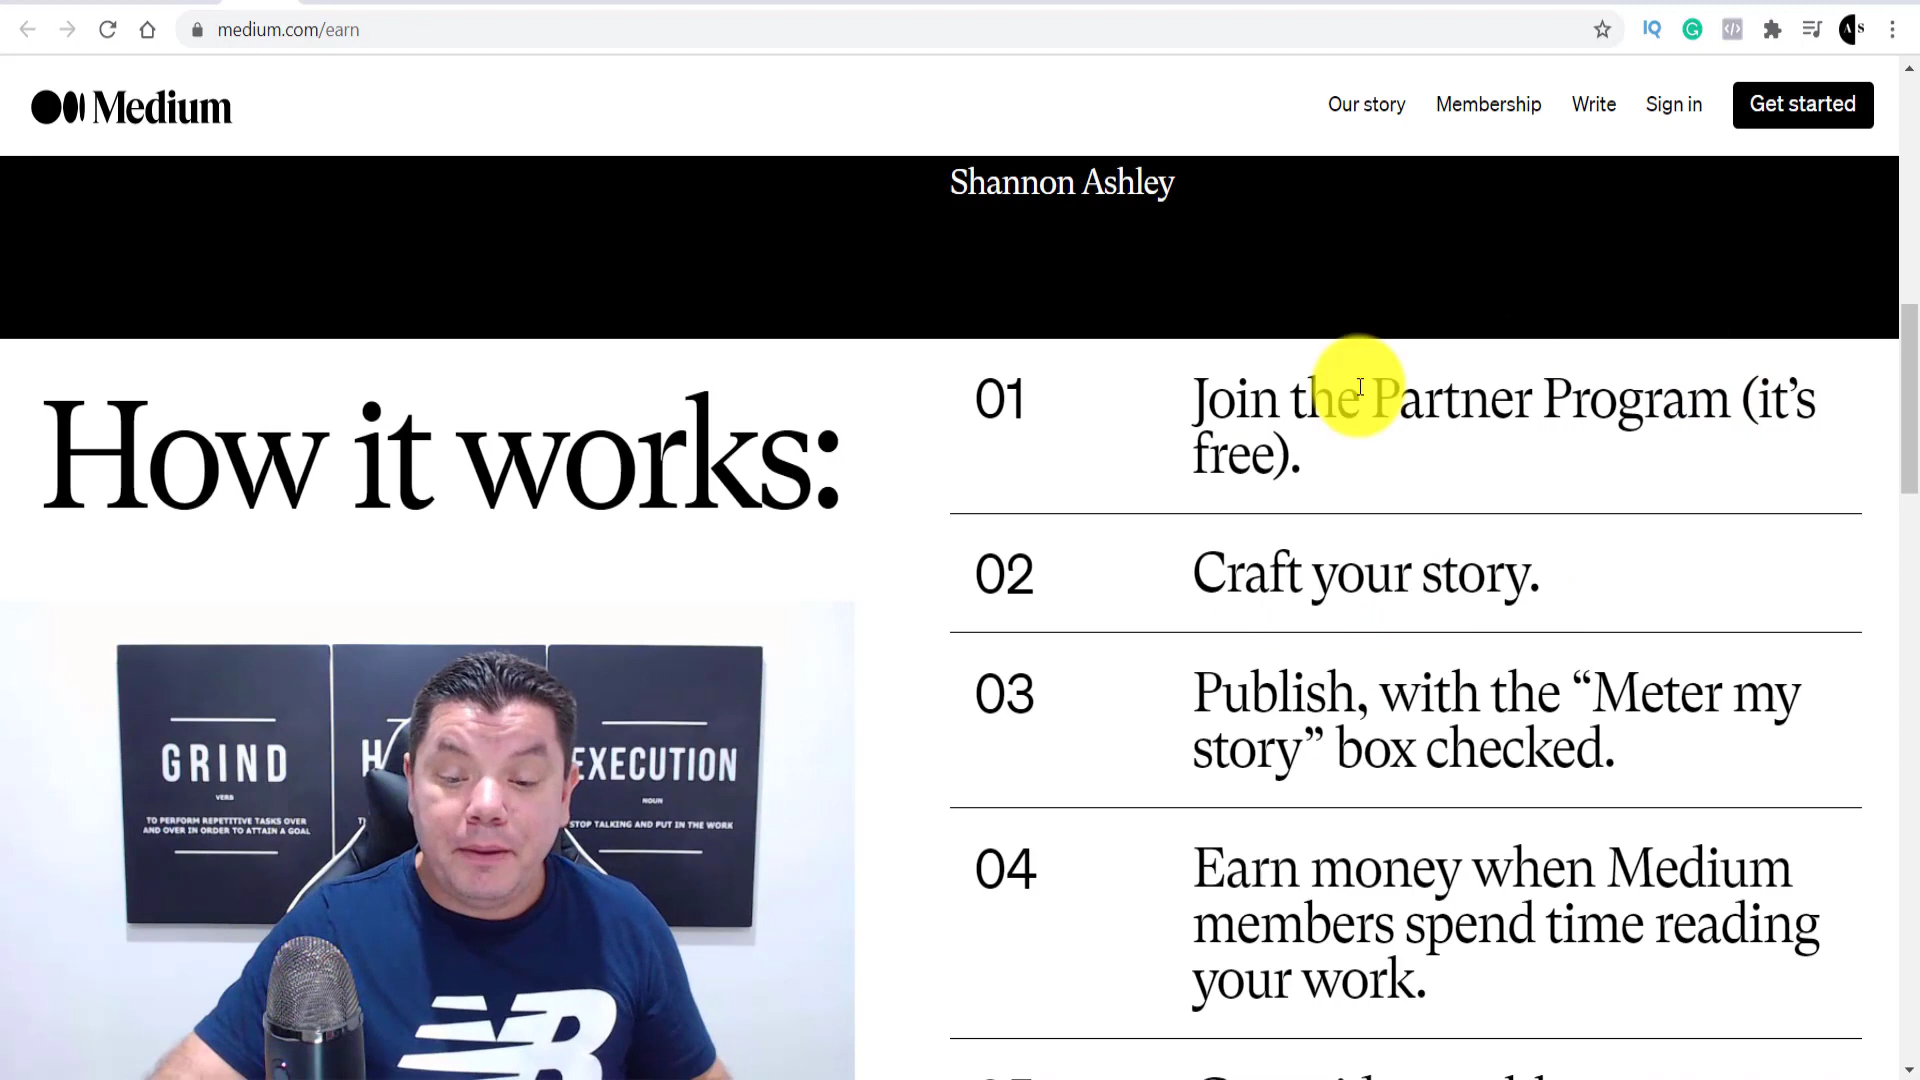 medium.com/earn
IQ
G
A S
Medium
Our story
Membership
Write
Sign in
Get started
Shannon Ashley
How it works:
01
Join the Partner Program (it’s
free).
02
Craft your story.
03
Publish, with the “Meter my
story” box checked.
04
Earn money when Medium
members spend time reading
your work.
GRIND
VERB
TO PERFORM REPETITIVE TASKS OVER
AND OVER IN ORDER TO ATTAIN A GOAL
H
EXECUTION
NOUN
STOP TALKING AND PUT IN THE WORK